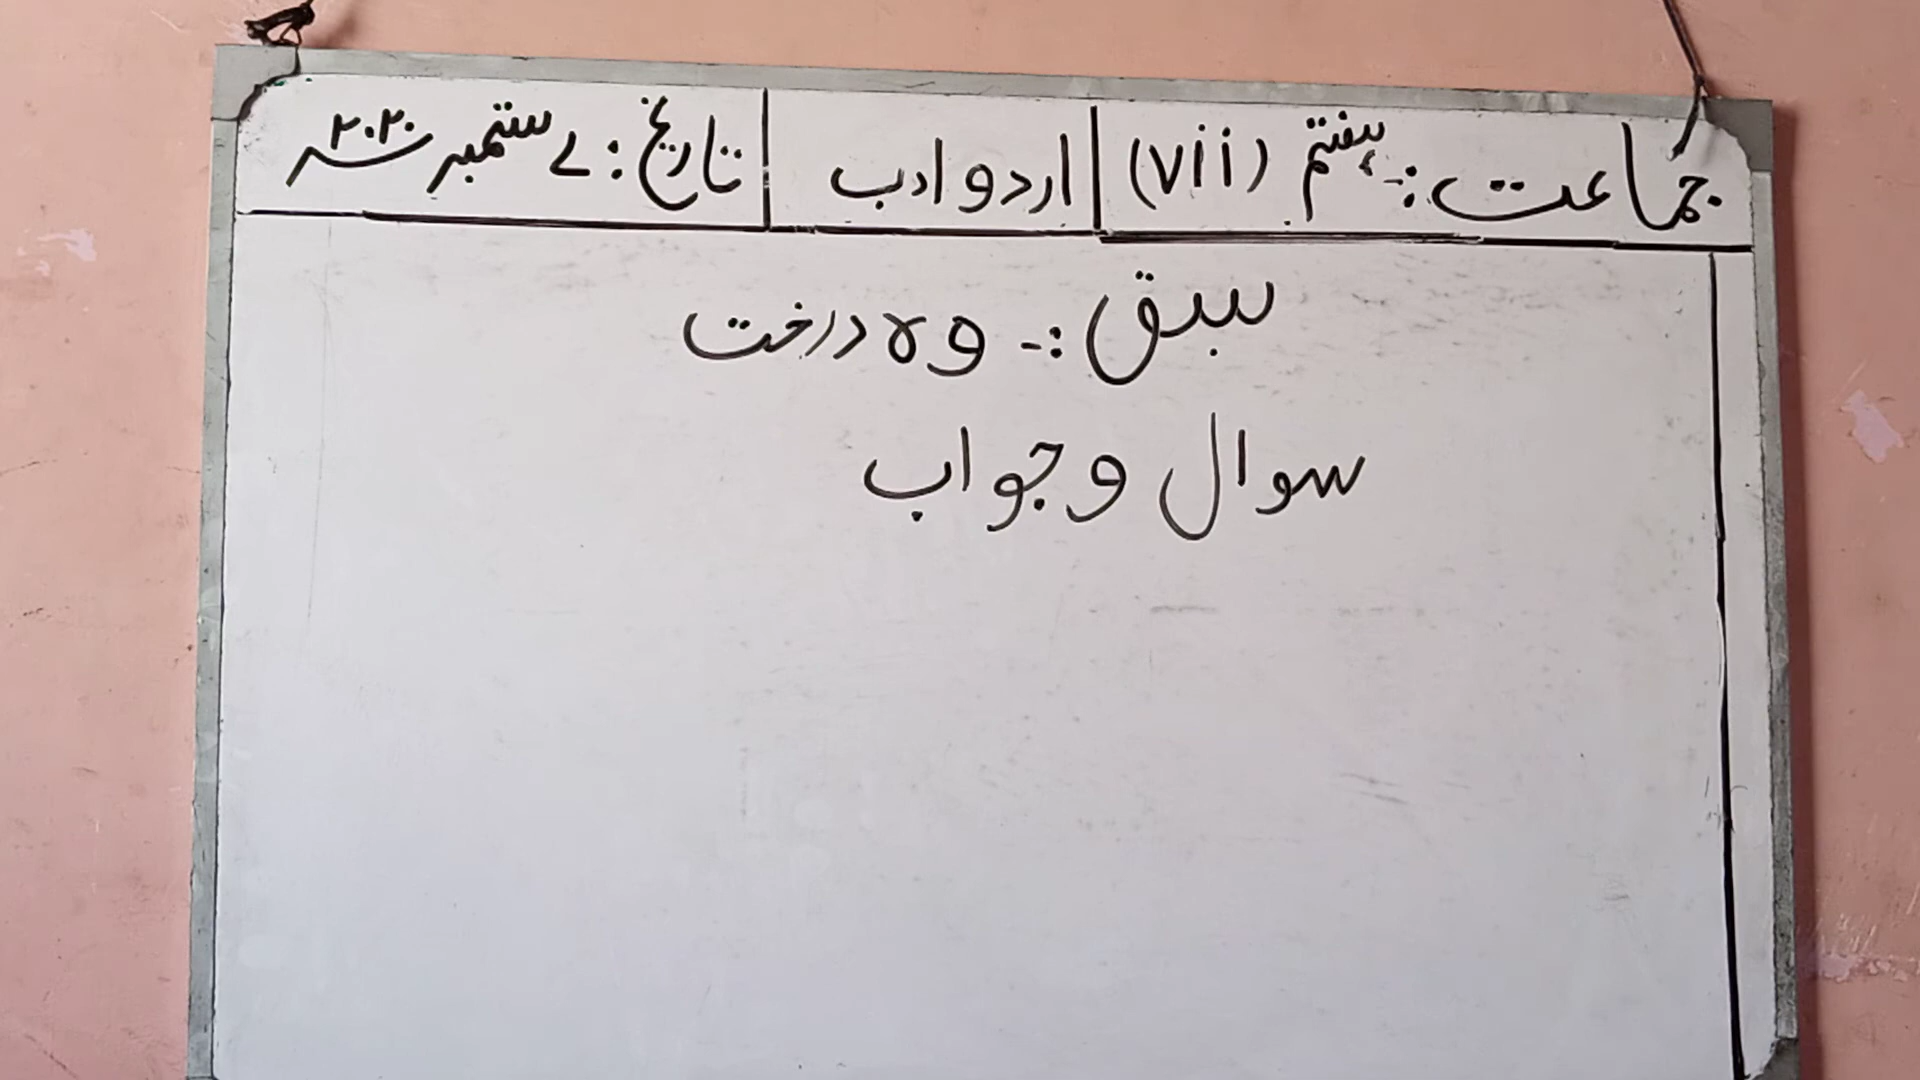 جماعت:۔ ہفتم (vii) اردو ادب تاریخ: ۷ ستمبر ۲۰۲۰ء
سبق:۔ وہ درخت
سوال و جواب